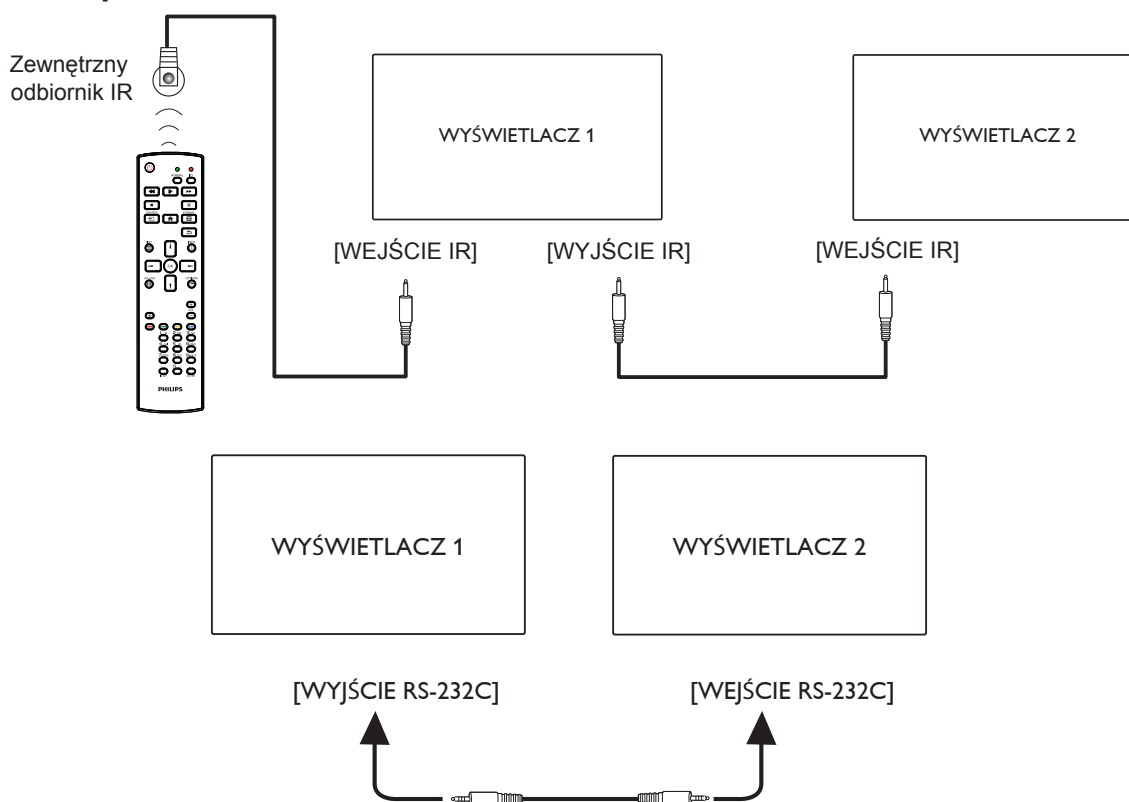 Zewnętrzny
odbiornik IR
WYŚWIETLACZ 1
WYŚWIETLACZ 2
[WEJŚCIE IR]
[WYJŚCIE IR]
[WEJŚCIE IR]
PHILIPS
WYŚWIETLACZ 1
WYŚWIETLACZ 2
[WYJŚCIE RS-232C]
[WEJŚCIE RS-232C]